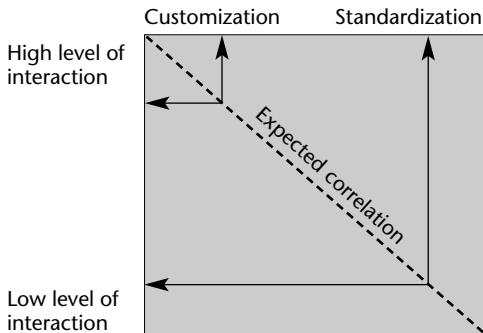 Customization Standardization
High level of
interaction
Expected correlation
Low level of
interaction